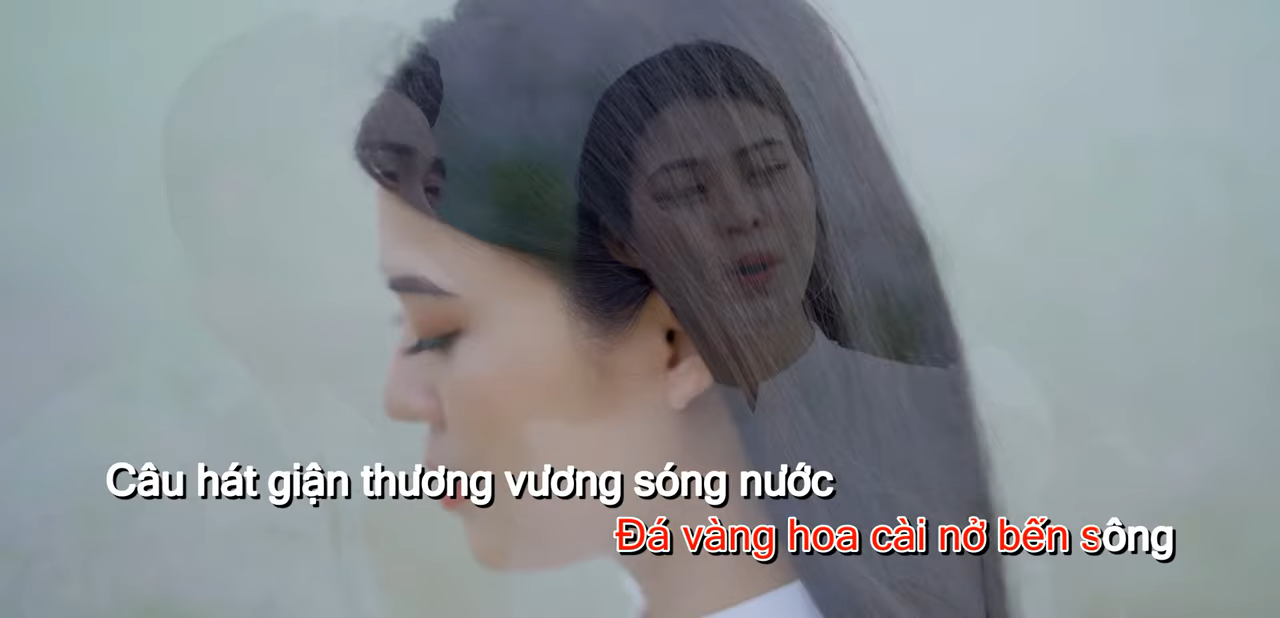 Câu hát giận thương vương sóng nước
Đá vàng hoa cài nở bến sông